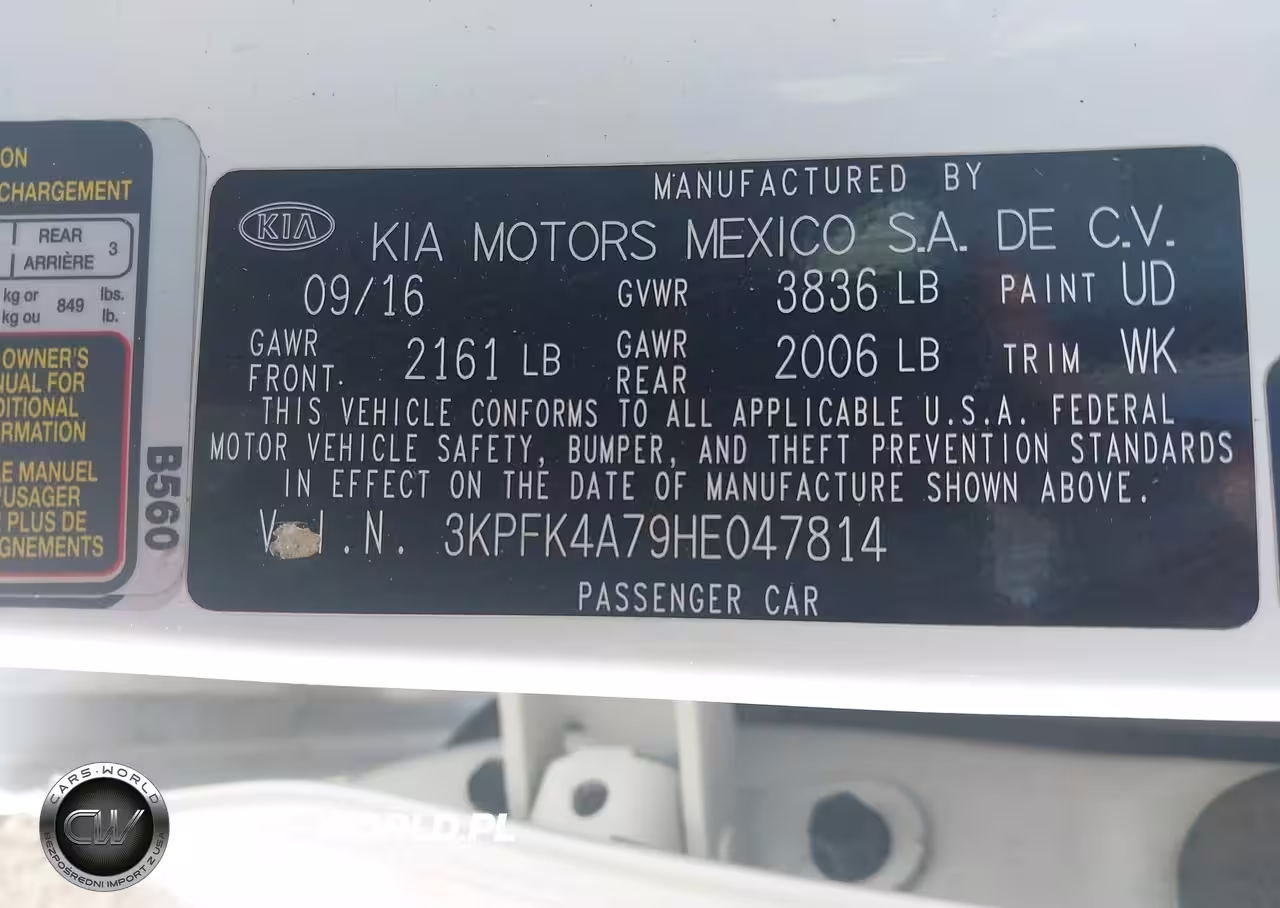 ON
CHARGEMENT
REAR
ARRIÈRE
3
kg or 849 lbs.
kg ou lb.
OWNER'S
NUAL FOR
DITIONAL
RMATION
E MANUEL
'USAGER
E PLUS DE
GNEMENTS
B560
MANUFACTURED BY
KIA KIA MOTORS MEXICO S.A. DE C.V.
09/16 GVWR 3836 LB PAINT UD
GAWR FRONT. 2161 LB GAWR REAR 2006 LB TRIM WK
THIS VEHICLE CONFORMS TO ALL APPLICABLE U.S.A. FEDERAL
MOTOR VEHICLE SAFETY, BUMPER, AND THEFT PREVENTION STANDARDS
IN EFFECT ON THE DATE OF MANUFACTURE SHOWN ABOVE.
V I.N. 3KPFK4A79HE047814
PASSENGER CAR
CARS-WORLD
CW
BEZPOŚREDNI IMPORT Z USA
WORLD.PL